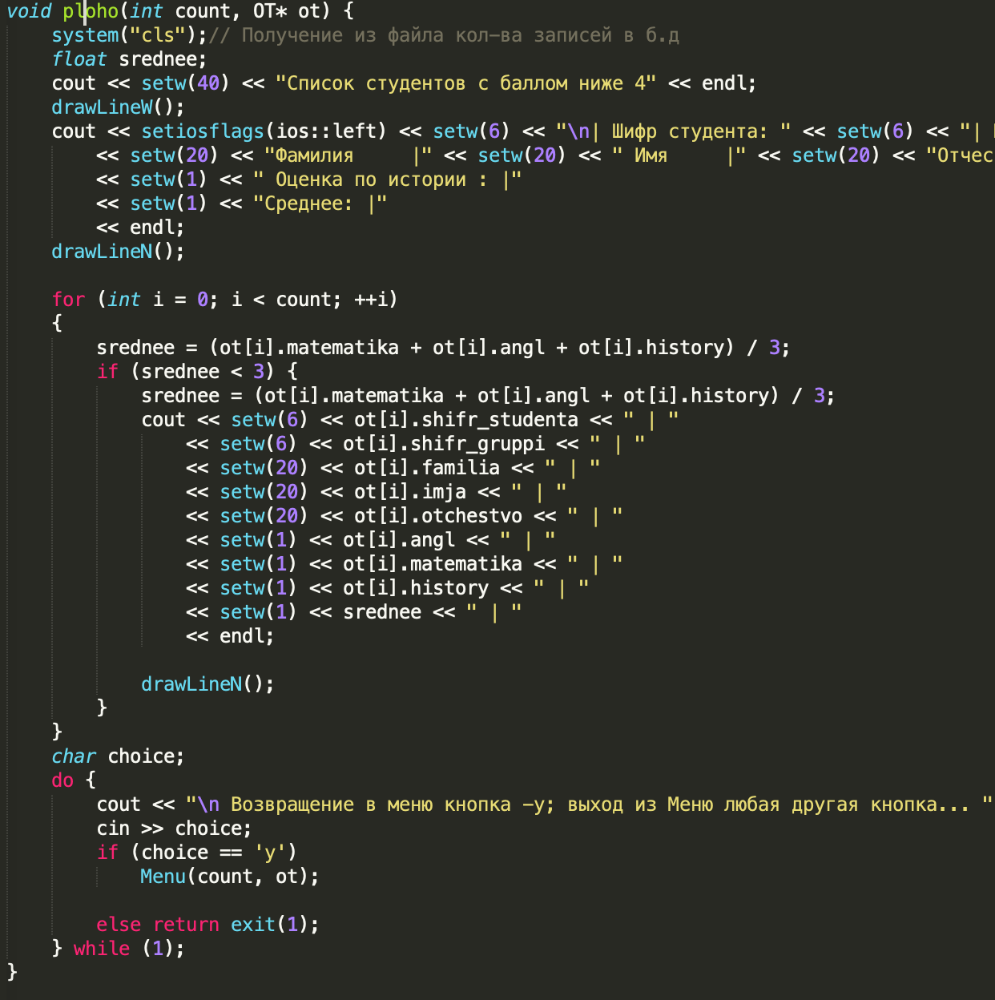 void ploho(int count, OT* ot) {
    system("cls");// Получение из файла кол-ва записей в б.д
    float srednee;
    cout << setw(40) << "Список студентов с баллом ниже 4" << endl;
    drawLineW();
    cout << setiosflags(ios::left) << setw(6) << "\n| Шифр студента: " << setw(6) << "|
        << setw(20) << "Фамилия     |" << setw(20) << " Имя     |" << setw(20) << "Отчес
        << setw(1) << " Оценка по истории : |"
        << setw(1) << "Среднее: |"
        << endl;
    drawLineN();

    for (int i = 0; i < count; ++i)
    {
        srednee = (ot[i].matematika + ot[i].angl + ot[i].history) / 3;
        if (srednee < 3) {
            srednee = (ot[i].matematika + ot[i].angl + ot[i].history) / 3;
            cout << setw(6) << ot[i].shifr_studenta << " | "
                << setw(6) << ot[i].shifr_gruppi << " | "
                << setw(20) << ot[i].familia << " | "
                << setw(20) << ot[i].imja << " | "
                << setw(20) << ot[i].otchestvo << " | "
                << setw(1) << ot[i].angl << " | "
                << setw(1) << ot[i].matematika << " | "
                << setw(1) << ot[i].history << " | "
                << setw(1) << srednee << " | "
                << endl;

            drawLineN();
        }
    }
    char choice;
    do {
        cout << "\n Возвращение в меню кнопка -y; выход из Меню любая другая кнопка... "
        cin >> choice;
        if (choice == 'y')
            Menu(count, ot);

        else return exit(1);
    } while (1);
}